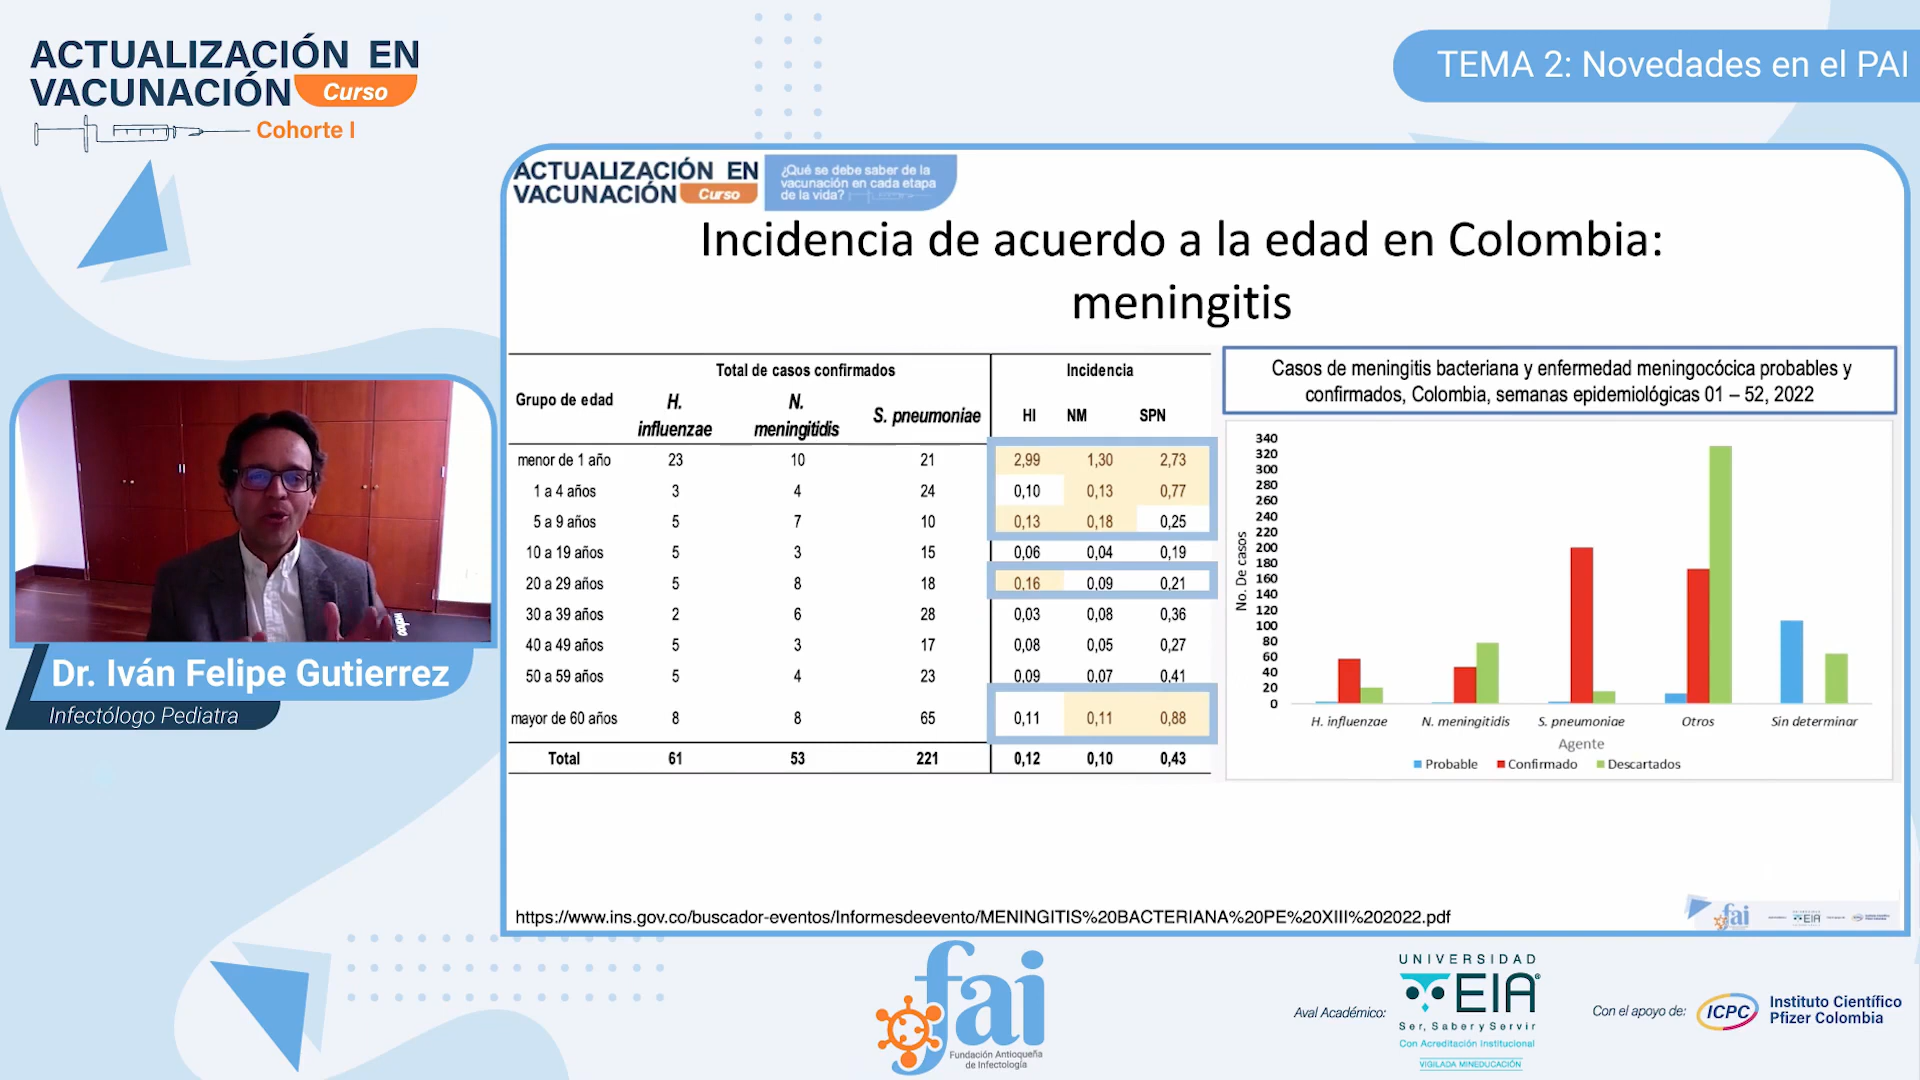 ACTUALIZACIÓN EN
VACUNACIÓN Curso
Cohorte I
TEMA 2: Novedades en el PAI
ACTUALIZACIÓN EN
VACUNACIÓN Curso
¿Qué se debe saber de la
vacunación en cada etapa
de la vida?
Incidencia de acuerdo a la edad en Colombia:
meningitis
Grupo de edad Total de casos confirmados Incidencia
H. influenzae N. meningitidis S. pneumoniae HI NM SPN
menor de 1 año 23 10 21 2,99 1,30 2,73
1 a 4 años 3 4 24 0,10 0,13 0,77
5 a 9 años 5 7 10 0,13 0,18 0,25
10 a 19 años 5 3 15 0,06 0,04 0,19
20 a 29 años 5 8 18 0,16 0,09 0,21
30 a 39 años 2 6 28 0,03 0,08 0,36
40 a 49 años 5 3 17 0,08 0,05 0,27
50 a 59 años 5 4 23 0,09 0,07 0,41
mayor de 60 años 8 8 65 0,11 0,11 0,88
Total 61 53 221 0,12 0,10 0,43
Casos de meningitis bacteriana y enfermedad meningocócica probables y
confirmados, Colombia, semanas epidemiológicas 01 – 52, 2022
No. De casos
340
320
300
280
260
240
220
200
180
160
140
120
100
80
60
40
20
0
H. influenzae N. meningitidis S. pneumoniae Otros Sin determinar
Agente
Probable Confirmado Descartados
https://www.ins.gov.co/buscador-eventos/Informesdeevento/MENINGITIS%20BACTERIANA%20PE%20XIII%202022.pdf
fai
EIA
Dr. Iván Felipe Gutierrez
Infectólogo Pediatra
fai
Fundación Antioqueña
de Infectología
Aval Académico:
UNIVERSIDAD
EIA
Ser, Saber y Servir
Con Acreditación Institucional
VIGILADA MINEDUCACIÓN
Con el apoyo de:
ICPC
Instituto Científico
Pfizer Colombia